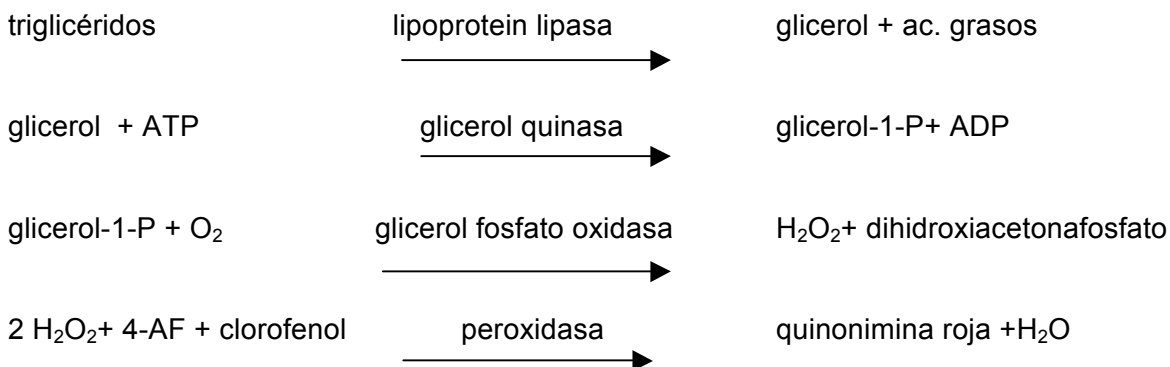 triglicéridos lipoprotein lipasa glicerol + ac. grasos
glicerol + ATP glicerol quinasa glicerol-1-P+ ADP
glicerol-1-P + O₂ glicerol fosfato oxidasa H₂O₂+ dihidroxiacetonafosfato
2 H₂O₂+ 4-AF + clorofenol peroxidasa quinonimina roja +H₂O